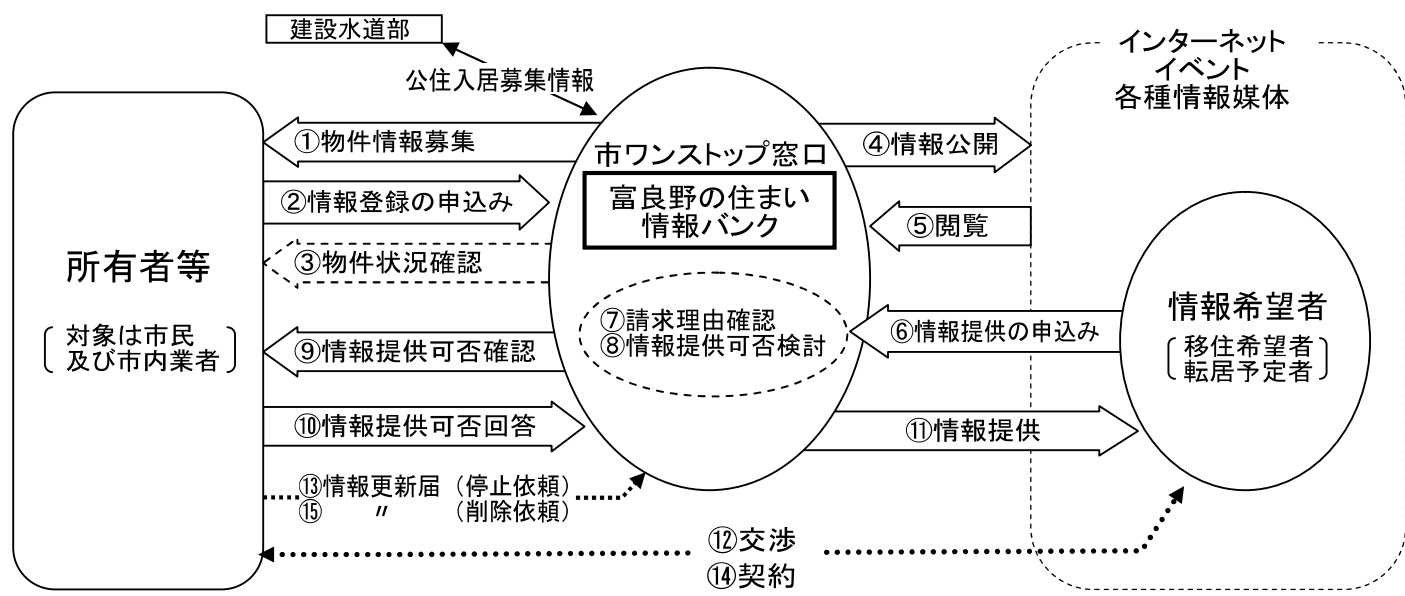 建設水道部
公住入居募集情報
インターネット
イベント
各種情報媒体
①物件情報募集
市ワンストップ窓口
④情報公開
②情報登録の申込み
富良野の住まい
情報バンク
⑤閲覧
③物件状況確認
所有者等
対象は市民
及び市内業者
⑦請求理由確認
⑧情報提供可否検討
⑥情報提供の申込み
情報希望者
移住希望者
転居予定者
⑨情報提供可否確認
⑩情報提供可否回答
⑪情報提供
⑬情報更新届（停止依頼）
⑮　　〃　　（削除依頼）
⑫交渉
⑭契約